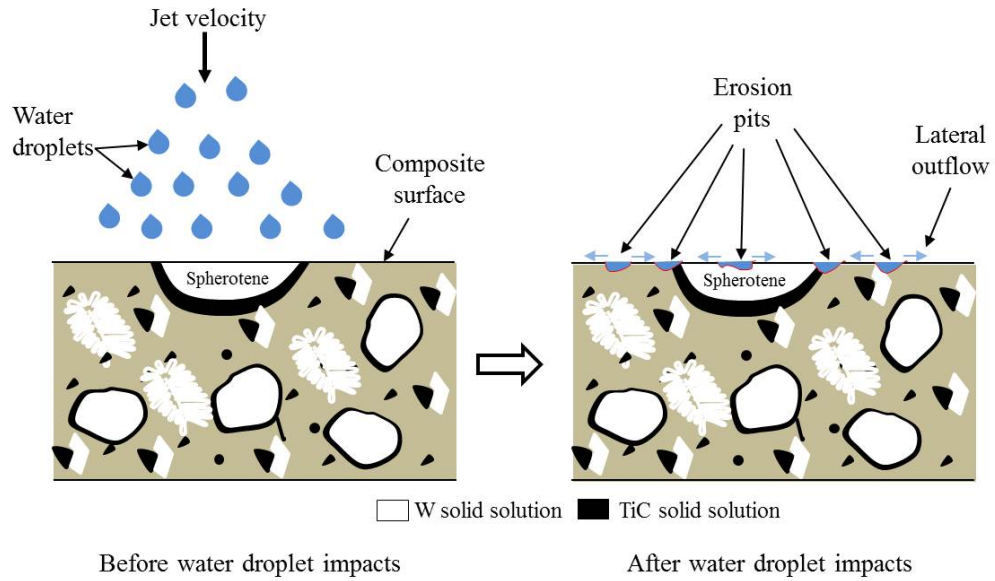 Jet velocity
Water
droplets
Composite
surface
Spherotene
Erosion
pits
Lateral
outflow
Spherotene
W solid solution
TiC solid solution
Before water droplet impacts
After water droplet impacts